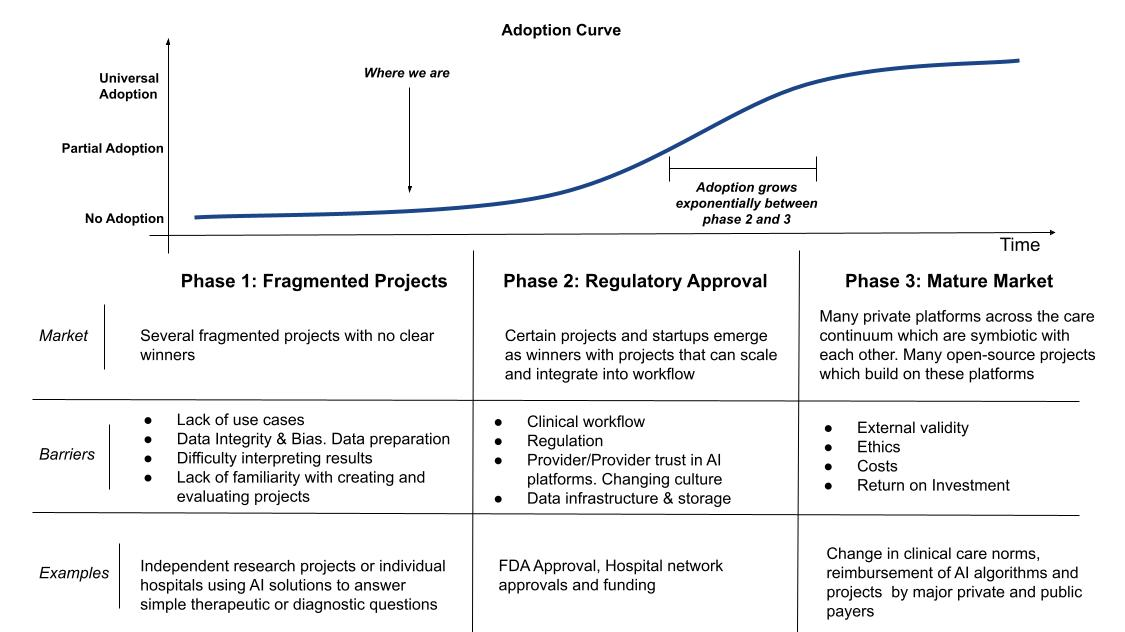 Adoption Curve
Universal
Adoption
Where we are
Partial Adoption
Adoption grows
exponentially between
phase 2 and 3
No Adoption
Time
Phase 1: Fragmented Projects
Phase 2: Regulatory Approval
Phase 3: Mature Market
Market
Several fragmented projects with no clear
winners
Certain projects and startups emerge
as winners with projects that can scale
and integrate into workflow
Many private platforms across the care
continuum which are symbiotic with
each other. Many open-source projects
which build on these platforms
Barriers
● Lack of use cases
● Data Integrity & Bias. Data preparation
● Difficulty interpreting results
● Lack of familiarity with creating and
evaluating projects
● Clinical workflow
● Regulation
● Provider/Provider trust in AI
platforms. Changing culture
● Data infrastructure & storage
● External validity
● Ethics
● Costs
● Return on Investment
Examples
Independent research projects or individual
hospitals using AI solutions to answer
simple therapeutic or diagnostic questions
FDA Approval, Hospital network
approvals and funding
Change in clinical care norms,
reimbursement of AI algorithms and
projects by major private and public
payers